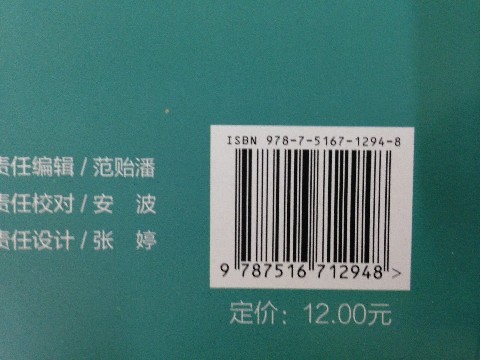 责任编辑 / 范贻潘
责任校对 / 安　波
责任设计 / 张　婷
ISBN 978-7-5167-1294-8
9 787516 712948 >
定价：12.00元